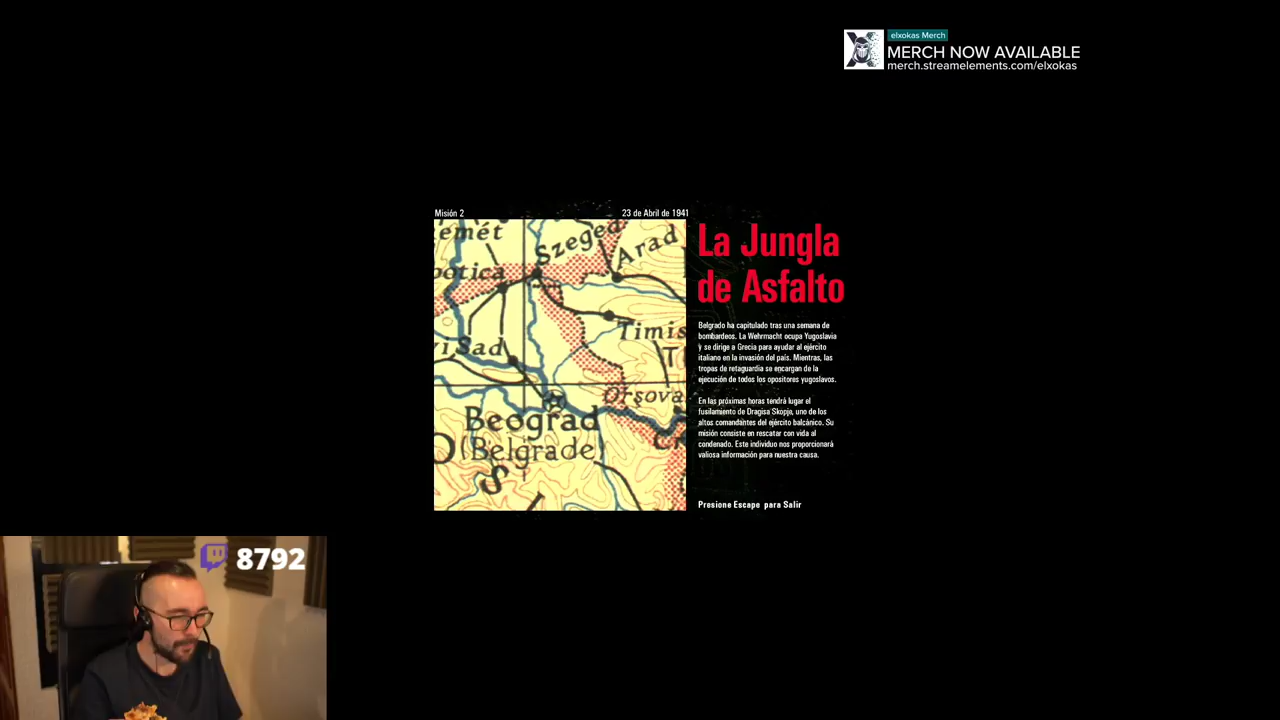 elxokas Merch
MERCH NOW AVAILABLE
merch.streamelements.com/elxokas
Misión 2
23 de Abril de 1941
La Jungla
de Asfalto
Belgrado ha capitulado tras una semana de
bombardeos. La Wehrmacht ocupa Yugoslavia
y se dirige a Grecia para ayudar al ejército
italiano en la invasión del país. Mientras, las
tropas de retaguardia se encargan de la
ejecución de todos los opositores yugoslavos.
En las próximas horas tendrá lugar el
fusilamiento de Dragisa Skopje, uno de los
altos comandantes del ejército balcánico. Su
misión consiste en rescatar con vida al
condenado. Este individuo nos proporcionará
valiosa información para nuestra causa.
Presione Escape para Salir
emét
Szeged
Arad
otica
Timis
T
vi Sad
Orsova
Beograd
(Belgrade)
S
8792